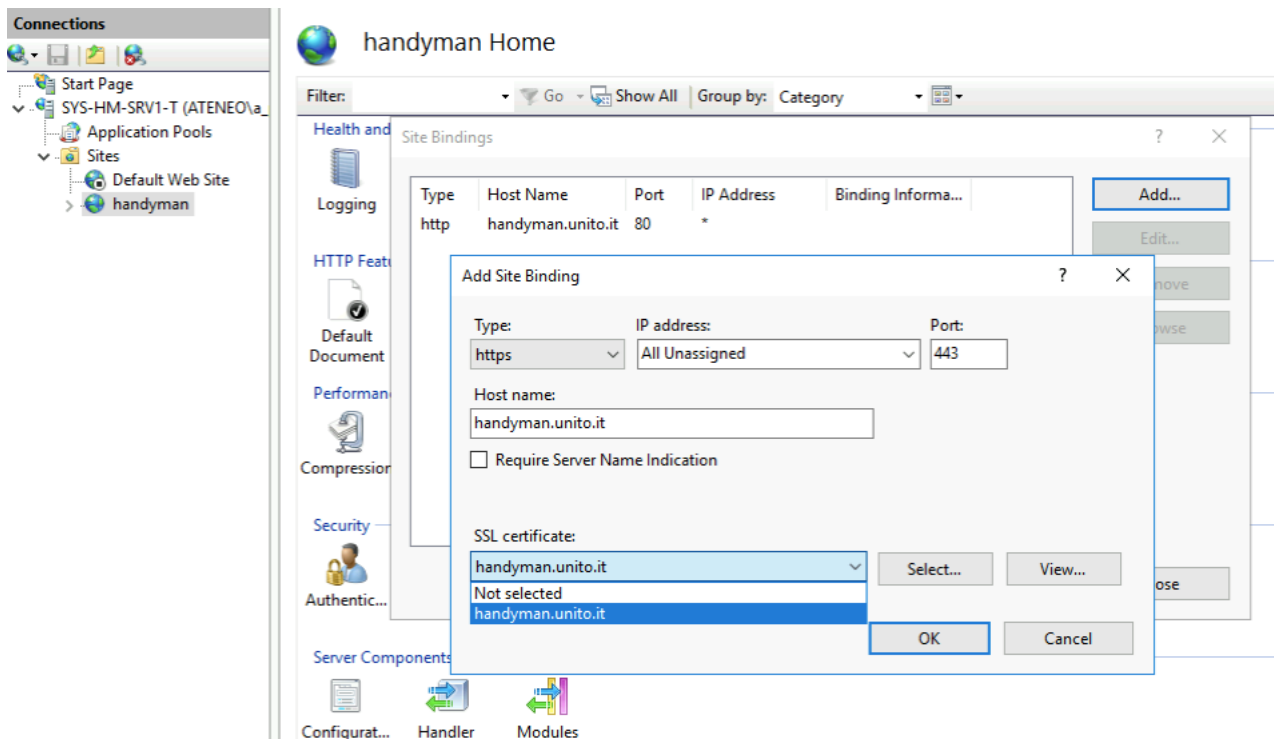 Connections
Start Page
SYS-HM-SRV1-T (ATENEO\a_
Application Pools
Sites
Default Web Site
handyman
handyman Home
Filter: Go Show All Group by: Category
Health and
Logging
HTTP Featu
Default
Document
Performan
Compression
Security
Authentic...
Server Components
Configurat... Handler Modules
Site Bindings ?
Type Host Name Port IP Address Binding Informa...
http handyman.unito.it 80 *
Add...
Edit...
Add Site Binding ?
Type: IP address: Port:
https All Unassigned 443
Host name:
handyman.unito.it
Require Server Name Indication
SSL certificate:
handyman.unito.it Select... View...
Not selected
handyman.unito.it
OK Cancel
move
owse
ose